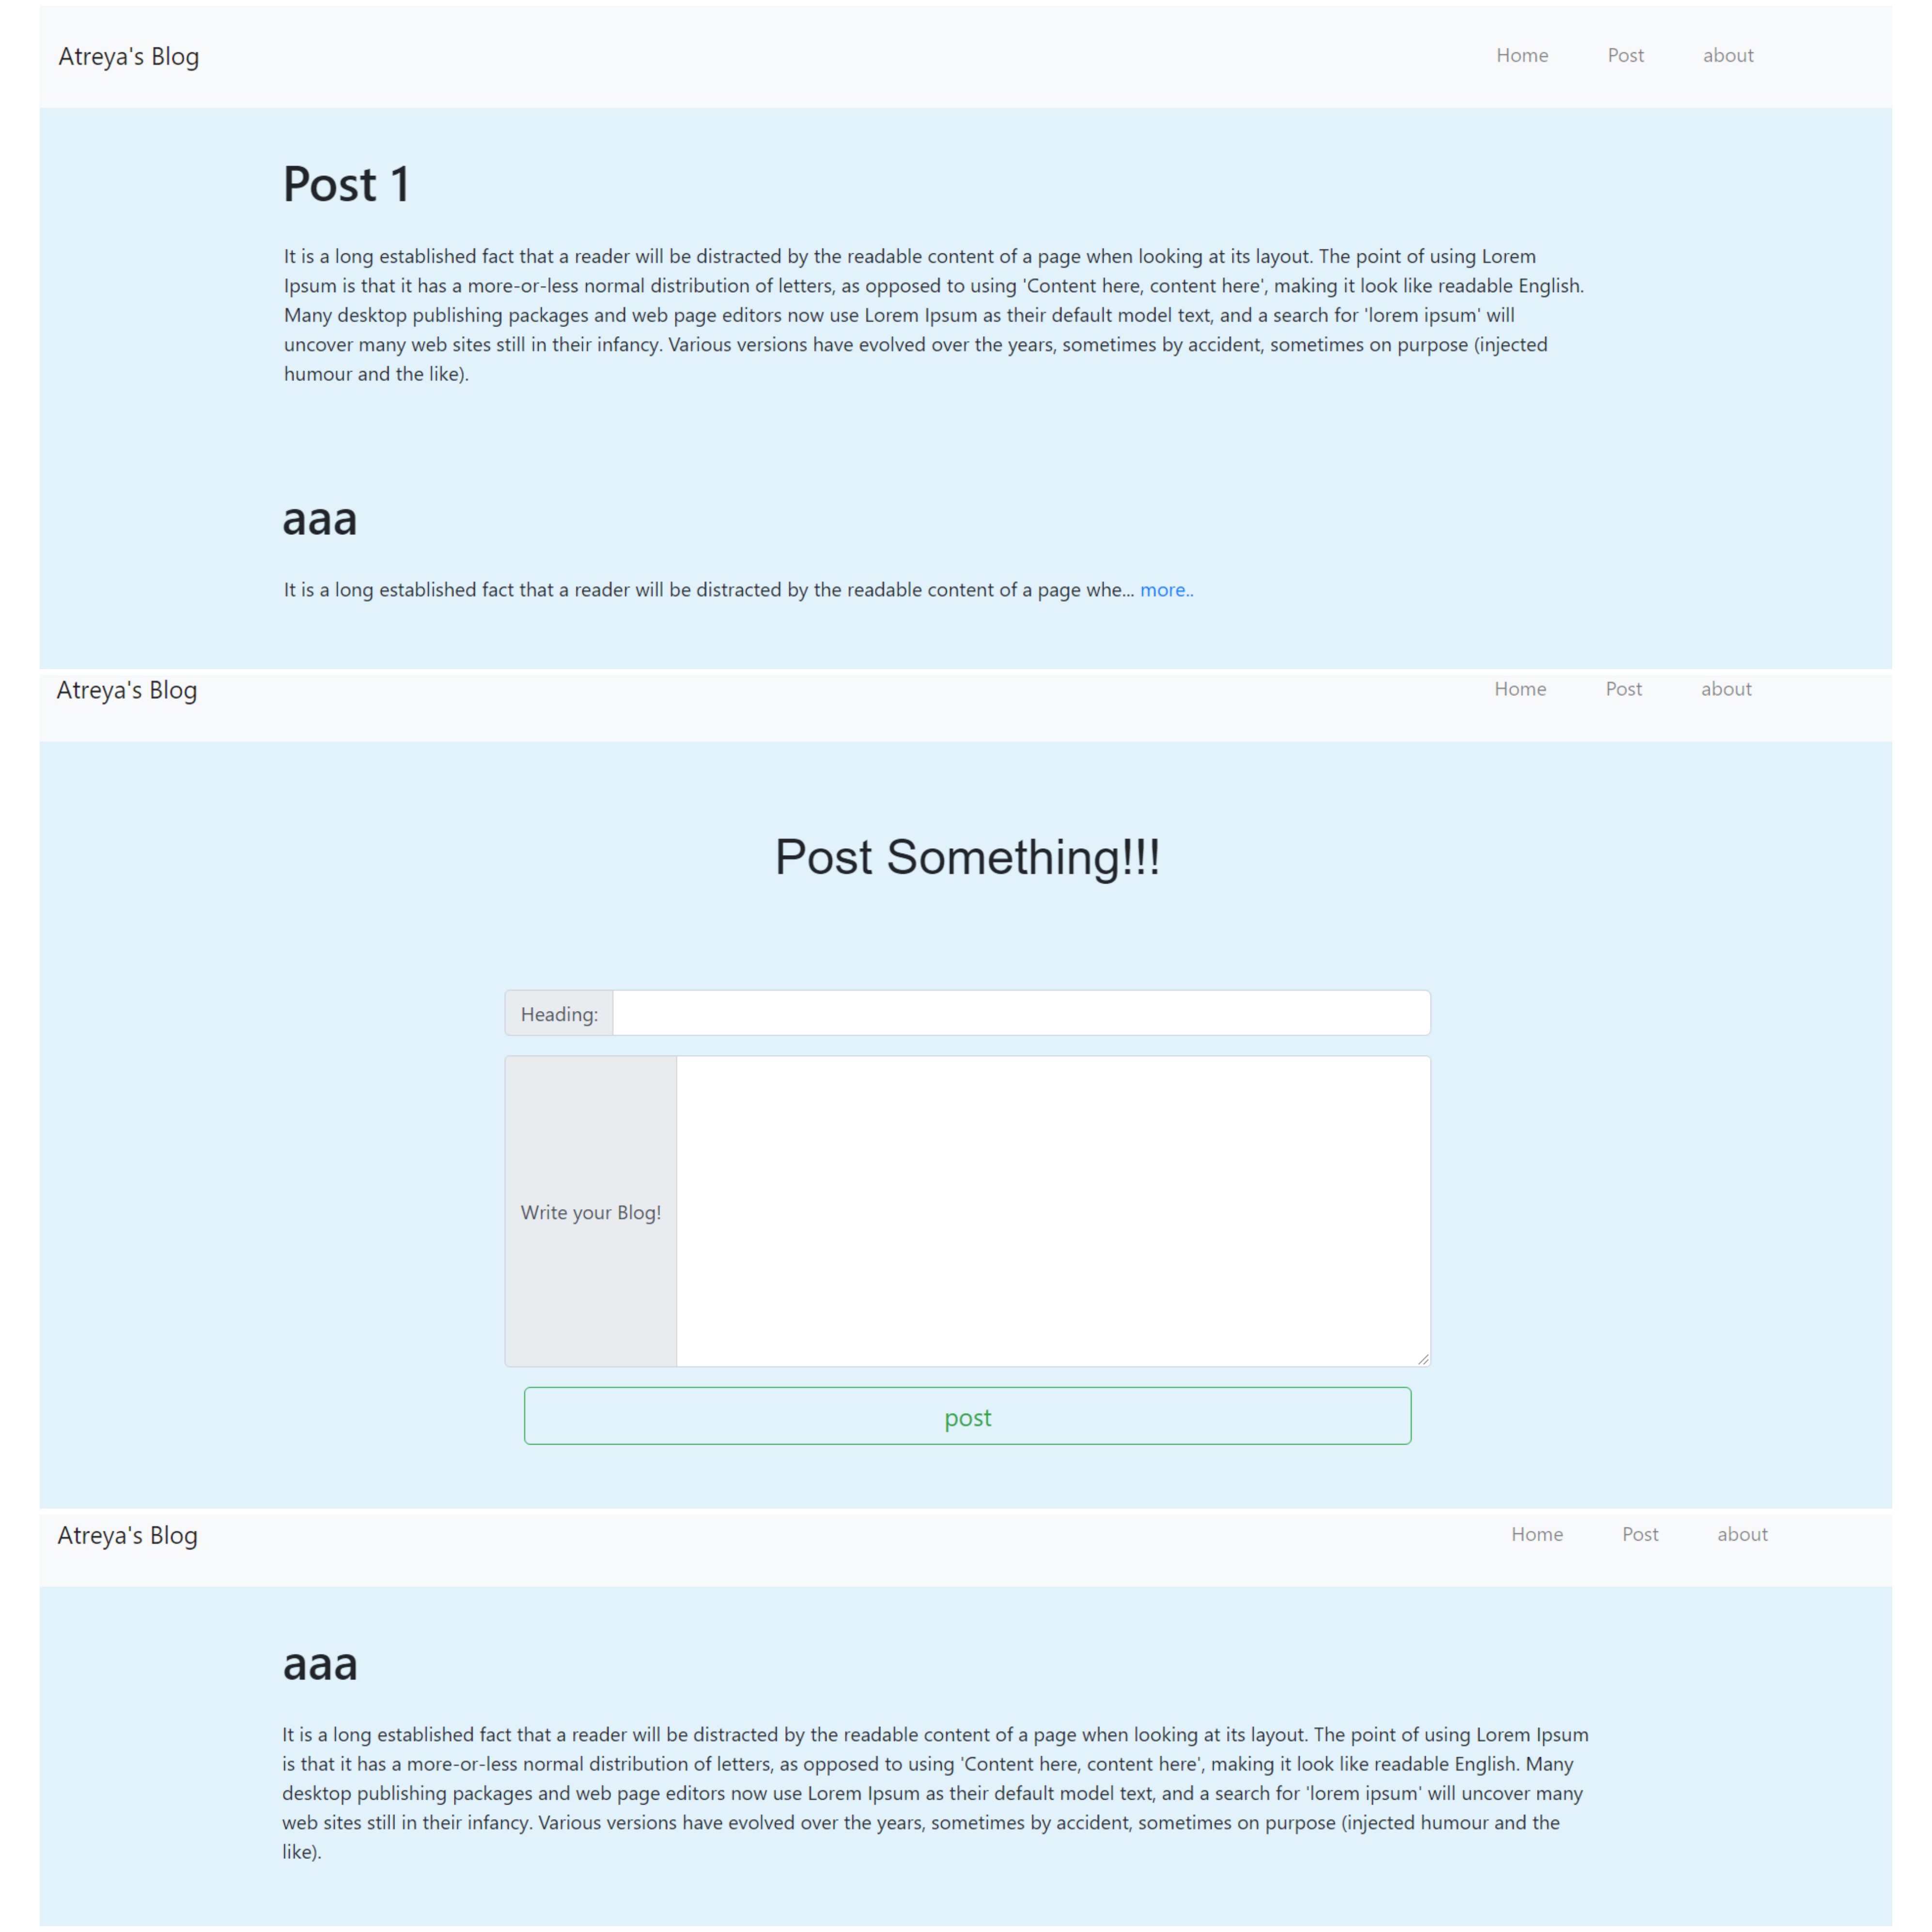 Atreya's Blog Home Post about
Post 1
It is a long established fact that a reader will be distracted by the readable content of a page when looking at its layout. The point of using Lorem
Ipsum is that it has a more-or-less normal distribution of letters, as opposed to using 'Content here, content here', making it look like readable English.
Many desktop publishing packages and web page editors now use Lorem Ipsum as their default model text, and a search for 'lorem ipsum' will
uncover many web sites still in their infancy. Various versions have evolved over the years, sometimes by accident, sometimes on purpose (injected
humour and the like).
aaa
It is a long established fact that a reader will be distracted by the readable content of a page whe... more..
Atreya's Blog Home Post about
Post Something!!!
Heading:
Write your Blog!
post
Atreya's Blog Home Post about
aaa
It is a long established fact that a reader will be distracted by the readable content of a page when looking at its layout. The point of using Lorem Ipsum
is that it has a more-or-less normal distribution of letters, as opposed to using 'Content here, content here', making it look like readable English. Many
desktop publishing packages and web page editors now use Lorem Ipsum as their default model text, and a search for 'lorem ipsum' will uncover many
web sites still in their infancy. Various versions have evolved over the years, sometimes by accident, sometimes on purpose (injected humour and the
like).